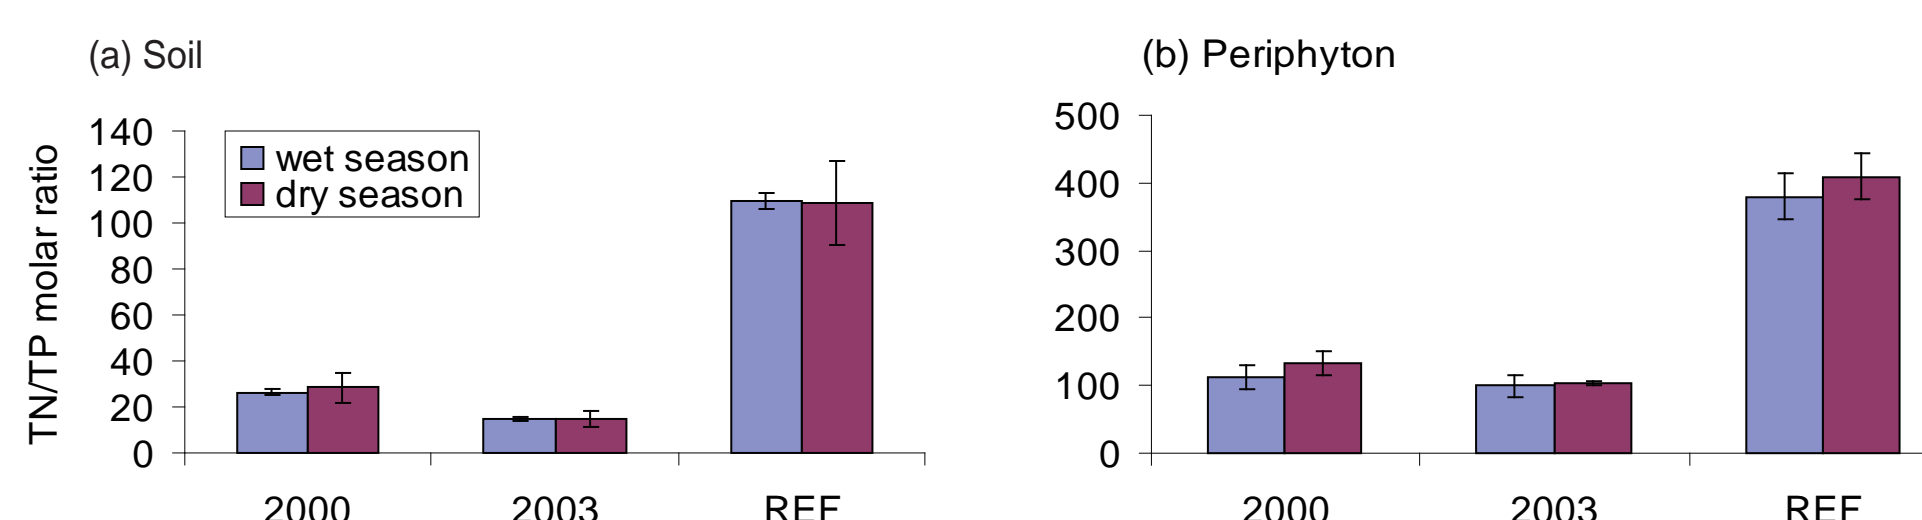 (a) Soil
TN/TP molar ratio
140
120
100
80
60
40
20
0
wet season
dry season
2000 2003 REF
(b) Periphyton
500
400
300
200
100
0
2000 2003 REF